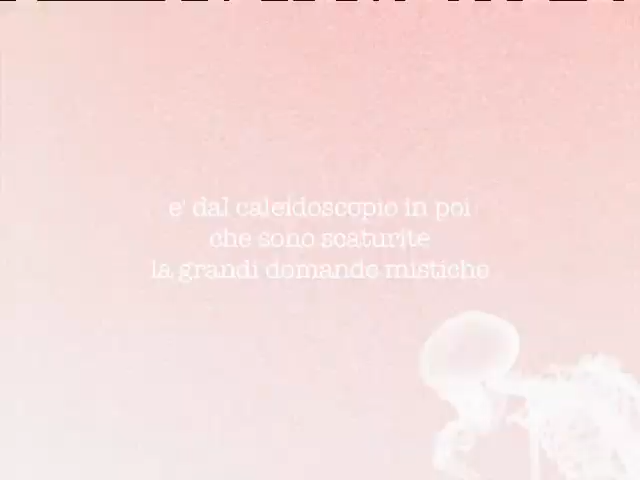 e' dal caleidoscopio in poi
che sono scaturite
la grandi domande mistiche